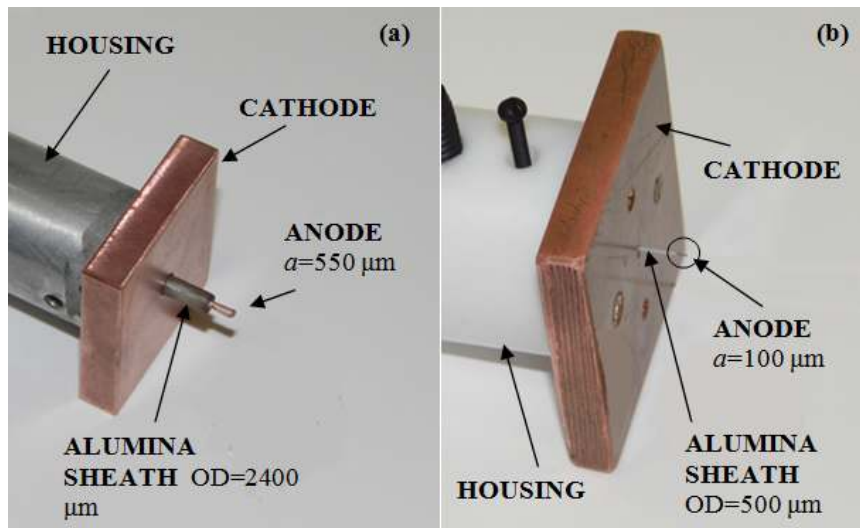 (a)
HOUSING
CATHODE
ANODE
a=550 μm
ALUMINA
SHEATH OD=2400
μm
(b)
CATHODE
ANODE
a=100 μm
ALUMINA
SHEATH
OD=500 μm
HOUSING